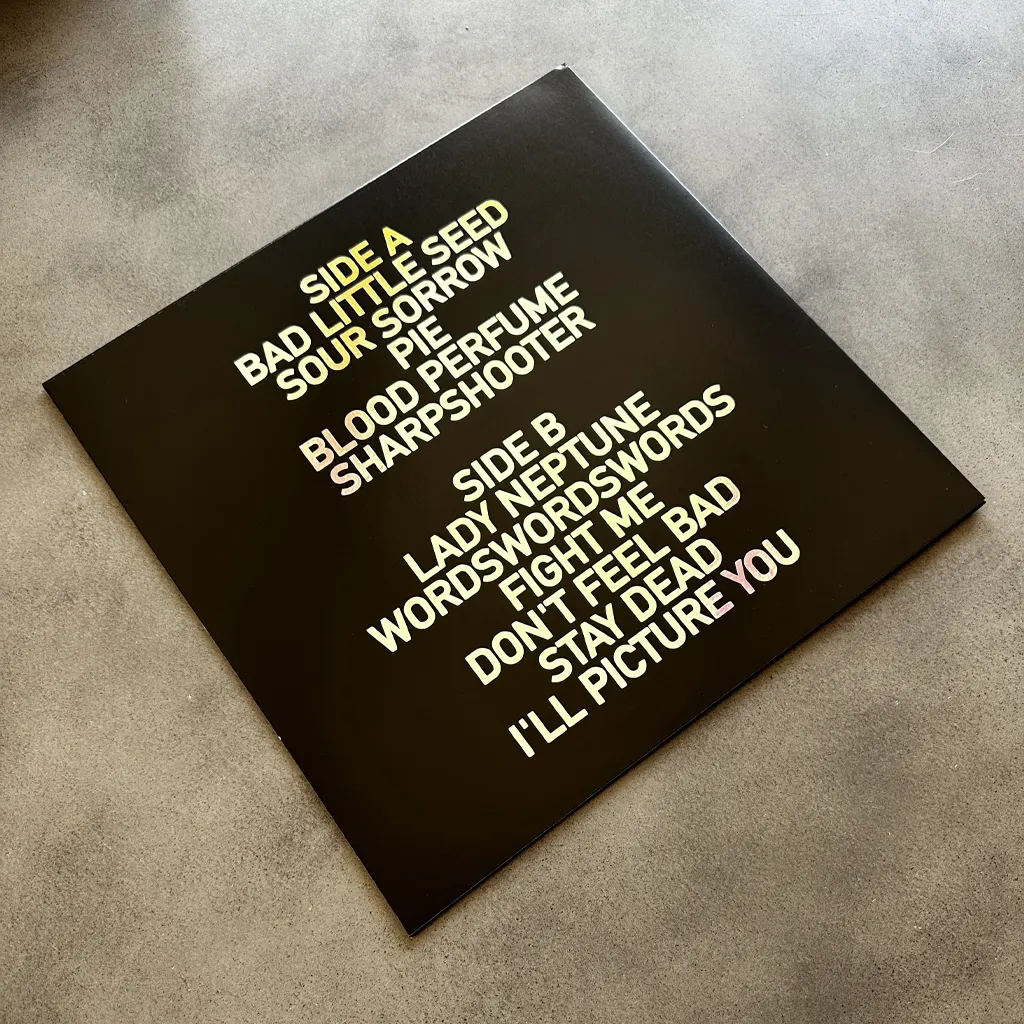 SIDE A
BAD LITTLE SEED
SOUR SORROW
PIE
BLOOD PERFUME
SHARPSHOOTER
SIDE B
LADY NEPTUNE
WORDSWORDSWORDS
FIGHT ME
DON'T FEEL BAD
STAY DEAD
I'LL PICTURE YOU